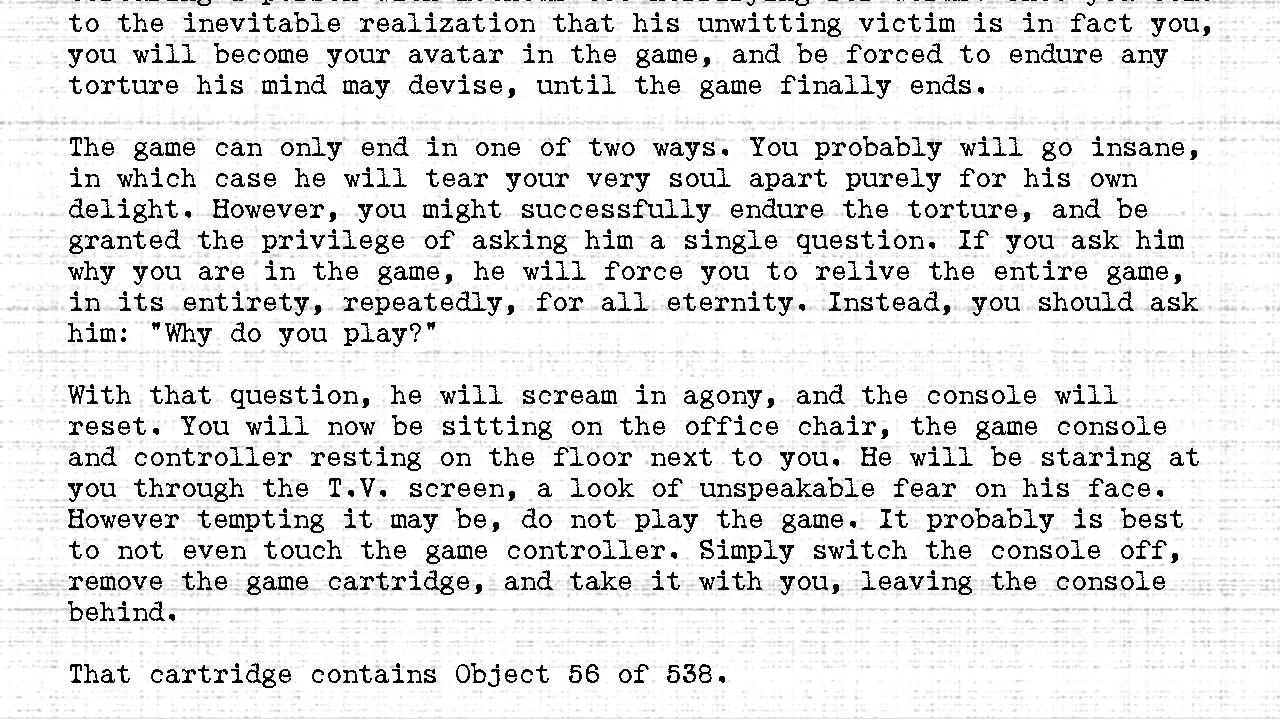 to the inevitable realization that his unwitting victim is in fact you,
you will become your avatar in the game, and be forced to endure any
torture his mind may devise, until the game finally ends.
The game can only end in one of two ways. You probably will go insane,
in which case he will tear your very soul apart purely for his own
delight. However, you might successfully endure the torture, and be
granted the privilege of asking him a single question. If you ask him
why you are in the game, he will force you to relive the entire game,
in its entirety, repeatedly, for all eternity. Instead, you should ask
him: "Why do you play?"
With that question, he will scream in agony, and the console will
reset. You will now be sitting on the office chair, the game console
and controller resting on the floor next to you. He will be staring at
you through the T.V. screen, a look of unspeakable fear on his face.
However tempting it may be, do not play the game. It probably is best
to not even touch the game controller. Simply switch the console off,
remove the game cartridge, and take it with you, leaving the console
behind.
That cartridge contains Object 56 of 538.